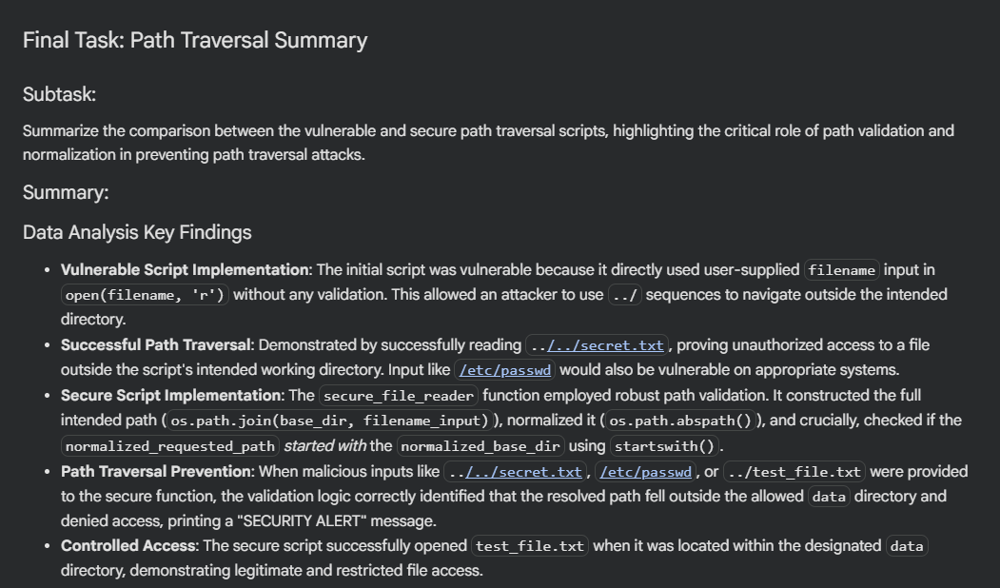 Final Task: Path Traversal Summary
Subtask:
Summarize the comparison between the vulnerable and secure path traversal scripts, highlighting the critical role of path validation and
normalization in preventing path traversal attacks.
Summary:
Data Analysis Key Findings
• Vulnerable Script Implementation: The initial script was vulnerable because it directly used user-supplied filename input in
open(filename, 'r') without any validation. This allowed an attacker to use ../ sequences to navigate outside the intended
directory.
• Successful Path Traversal: Demonstrated by successfully reading ../../secret.txt, proving unauthorized access to a file
outside the script's intended working directory. Input like /etc/passwd would also be vulnerable on appropriate systems.
• Secure Script Implementation: The secure_file_reader function employed robust path validation. It constructed the full
intended path (os.path.join(base_dir, filename_input)), normalized it (os.path.abspath()), and crucially, checked if the
normalized_requested_path started with the normalized_base_dir using startswith().
• Path Traversal Prevention: When malicious inputs like ../../secret.txt, /etc/passwd, or ../test_file.txt were provided
to the secure function, the validation logic correctly identified that the resolved path fell outside the allowed data directory and
denied access, printing a "SECURITY ALERT" message.
• Controlled Access: The secure script successfully opened test_file.txt when it was located within the designated data
directory, demonstrating legitimate and restricted file access.